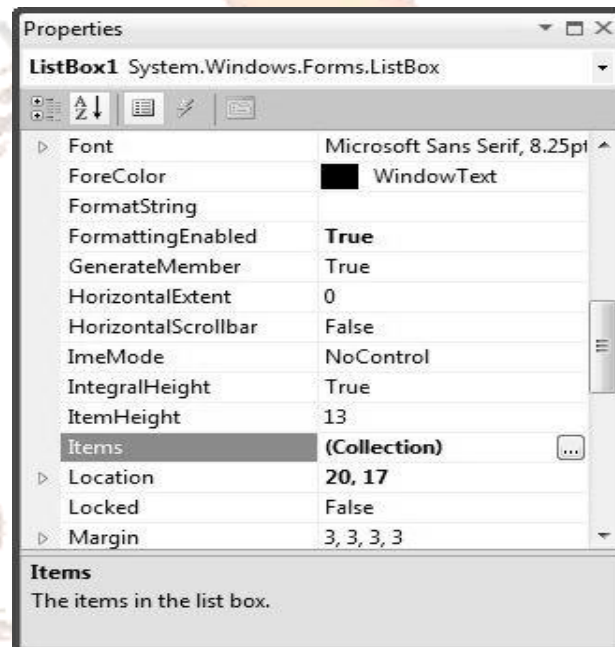 Properties
ListBox1 System.Windows.Forms.ListBox
Font Microsoft Sans Serif, 8.25pt
ForeColor WindowText
FormatString
FormattingEnabled True
GenerateMember True
HorizontalExtent 0
HorizontalScrollbar False
ImeMode NoControl
IntegralHeight True
ItemHeight 13
Items (Collection) ...
Location 20, 17
Locked False
Margin 3, 3, 3, 3
Items
The items in the list box.